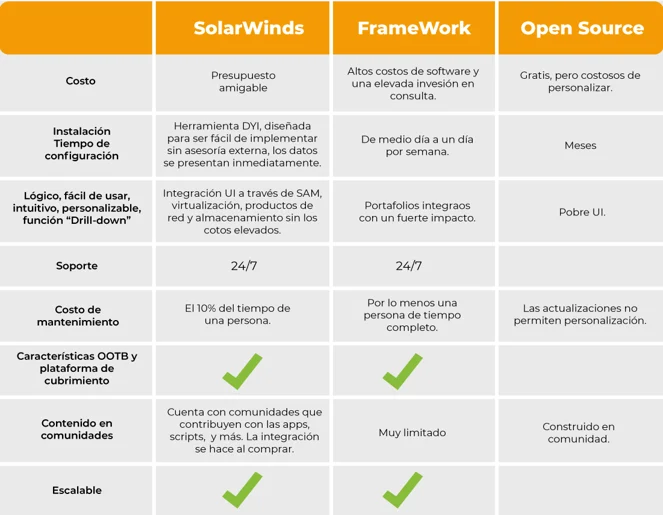 SolarWinds
FrameWork
Open Source
Costo
Presupuesto
amigable
Altos costos de software y
una elevada invesión en
consulta.
Gratis, pero costosos de
personalizar.
Instalación
Tiempo de
configuración
Herramienta DYI, diseñada
para ser fácil de implementar
sin asesoría externa, los datos
se presentan inmediatamente.
De medio día a un día
por semana.
Meses
Lógico, fácil de usar,
intuitivo, personalizable,
función “Drill-down”
Integración UI a través de SAM,
virtualización, productos de
red y almacenamiento sin los
cotos elevados.
Portafolios integraos
con un fuerte impacto.
Pobre UI.
Soporte
24/7
24/7
Costo de
mantenimiento
El 10% del tiempo de
una persona.
Por lo menos una
persona de tiempo
completo.
Las actualizaciones no
permiten personalización.
Características OOTB y
plataforma de
cubrimiento
Contenido en
comunidades
Cuenta con comunidades que
contribuyen con las apps,
scripts, y más. La integración
se hace al comprar.
Muy limitado
Construido en
comunidad.
Escalable